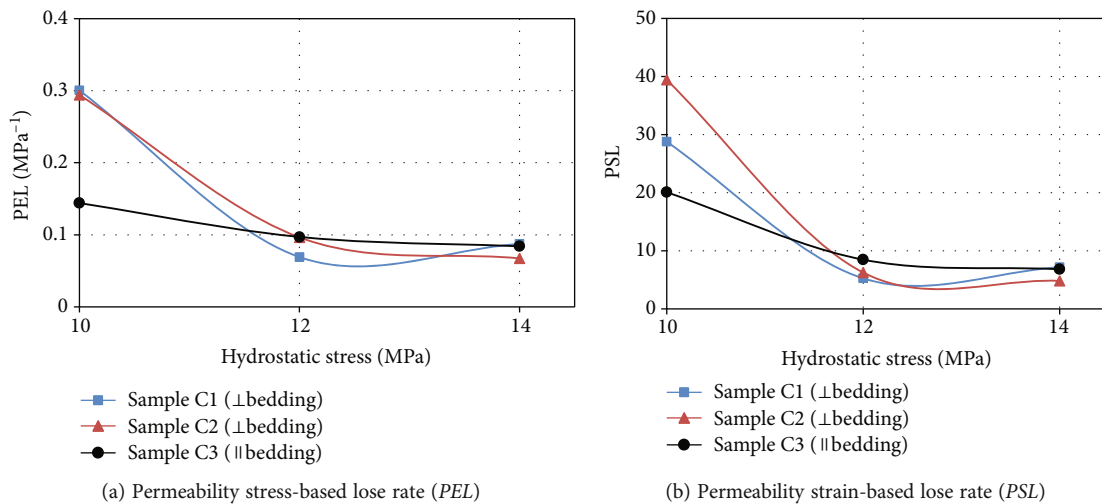 0.4
0.3
0.2
0.1
0
PEL (MPa⁻¹)
10
12
14
Hydrostatic stress (MPa)
Sample C1 (⊥bedding)
Sample C2 (⊥bedding)
Sample C3 (॥bedding)
(a) Permeability stress-based lose rate (PEL)
50
40
30
20
10
0
PSL
10
12
14
Hydrostatic stress (MPa)
Sample C1 (⊥bedding)
Sample C2 (⊥bedding)
Sample C3 (॥bedding)
(b) Permeability strain-based lose rate (PSL)